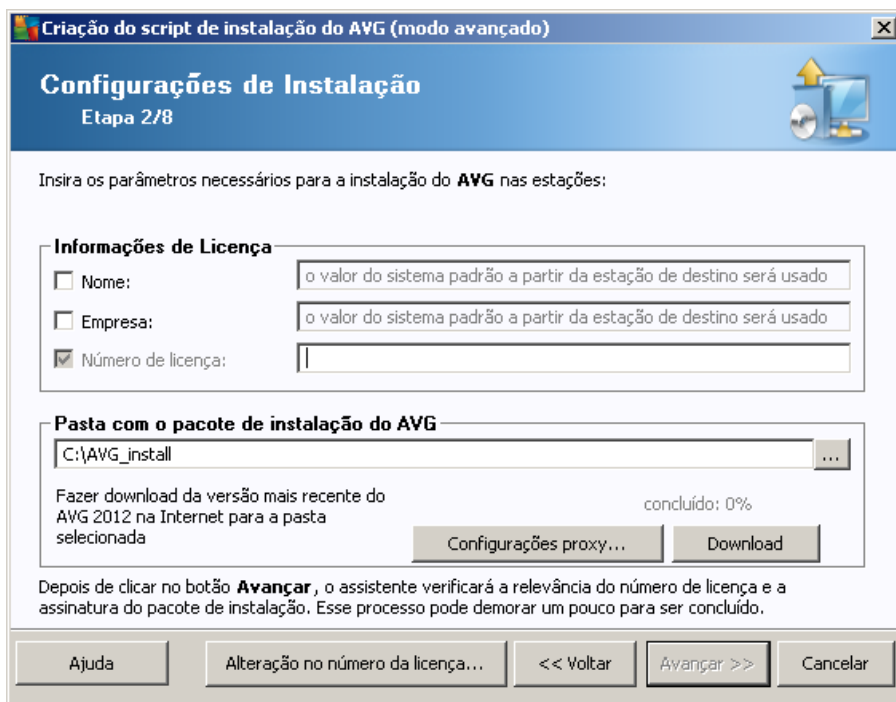 Criação do script de instalação do AVG (modo avançado)
Configurações de Instalação
Etapa 2/8
Insira os parâmetros necessários para a instalação do AVG nas estações:
Informações de Licença
Nome:
o valor do sistema padrão a partir da estação de destino será usado
Empresa:
o valor do sistema padrão a partir da estação de destino será usado
Número de licença:
Pasta com o pacote de instalação do AVG
C:\AVG_install
...
Fazer download da versão mais recente do
AVG 2012 na Internet para a pasta
selecionada
concluído: 0%
Configurações proxy...
Download
Depois de clicar no botão Avançar, o assistente verificará a relevância do número de licença e a
assinatura do pacote de instalação. Esse processo pode demorar um pouco para ser concluído.
Ajuda
Alteração no número da licença...
<< Voltar
Avançar >>
Cancelar